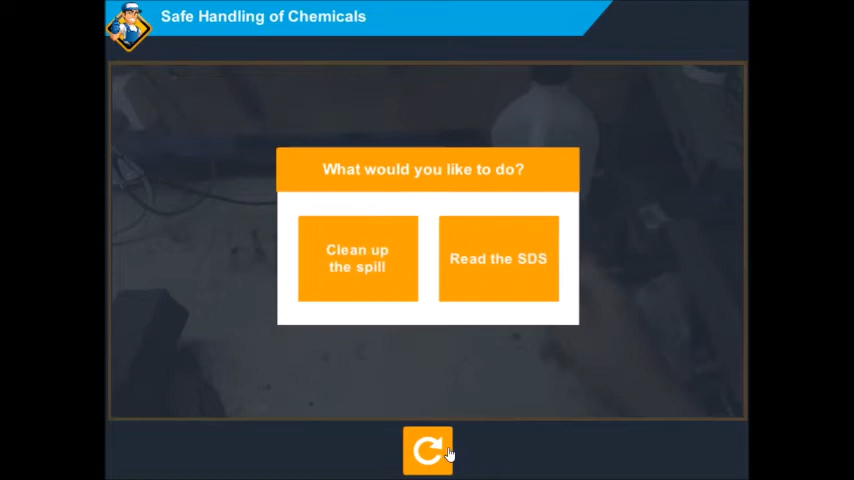 Safe Handling of Chemicals
What would you like to do?
Clean up
the spill
Read the SDS